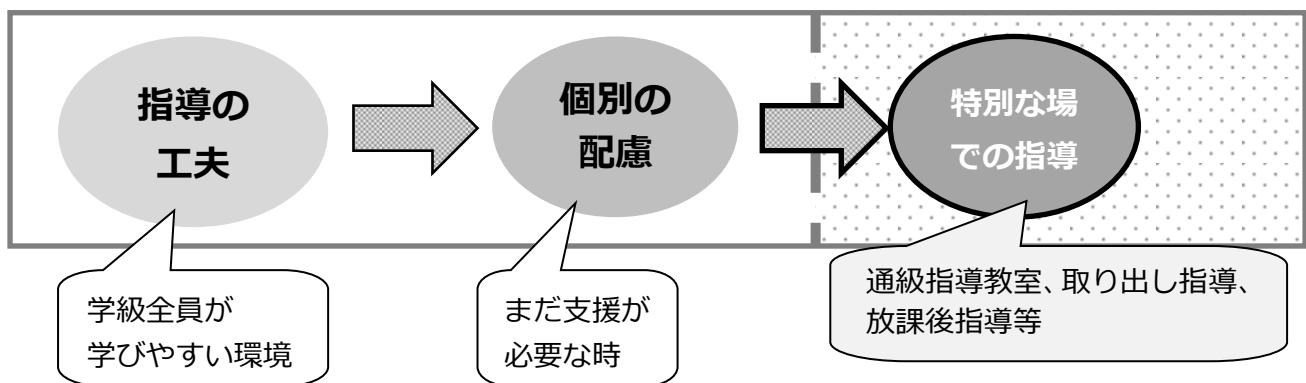 指導の
工夫
個別の
配慮
特別な場
での指導
学級全員が
学びやすい環境
まだ支援が
必要な時
通級指導教室、取り出し指導、
放課後指導等